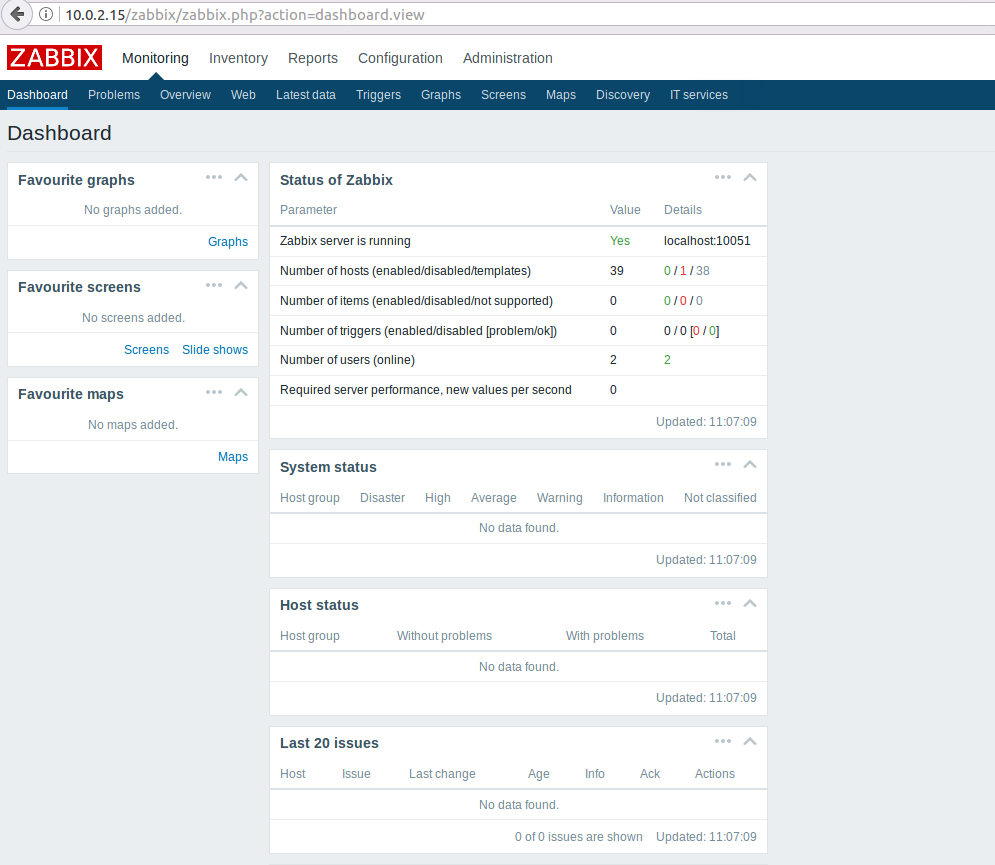 10.0.2.15/zabbix/zabbix.php?action=dashboard.view
ZABBIX Monitoring Inventory Reports Configuration Administration
Dashboard Problems Overview Web Latest data Triggers Graphs Screens Maps Discovery IT services
Dashboard
Favourite graphs
No graphs added.
Graphs
Favourite screens
No screens added.
Screens Slide shows
Favourite maps
No maps added.
Maps
Status of Zabbix
Parameter Value Details
Zabbix server is running Yes localhost:10051
Number of hosts (enabled/disabled/templates) 39 0 / 1 / 38
Number of items (enabled/disabled/not supported) 0 0 / 0 / 0
Number of triggers (enabled/disabled [problem/ok]) 0 0 / 0 [0 / 0]
Number of users (online) 2 2
Required server performance, new values per second 0
Updated: 11:07:09
System status
Host group Disaster High Average Warning Information Not classified
No data found.
Updated: 11:07:09
Host status
Host group Without problems With problems Total
No data found.
Updated: 11:07:09
Last 20 issues
Host Issue Last change Age Info Ack Actions
No data found.
0 of 0 issues are shown Updated: 11:07:09